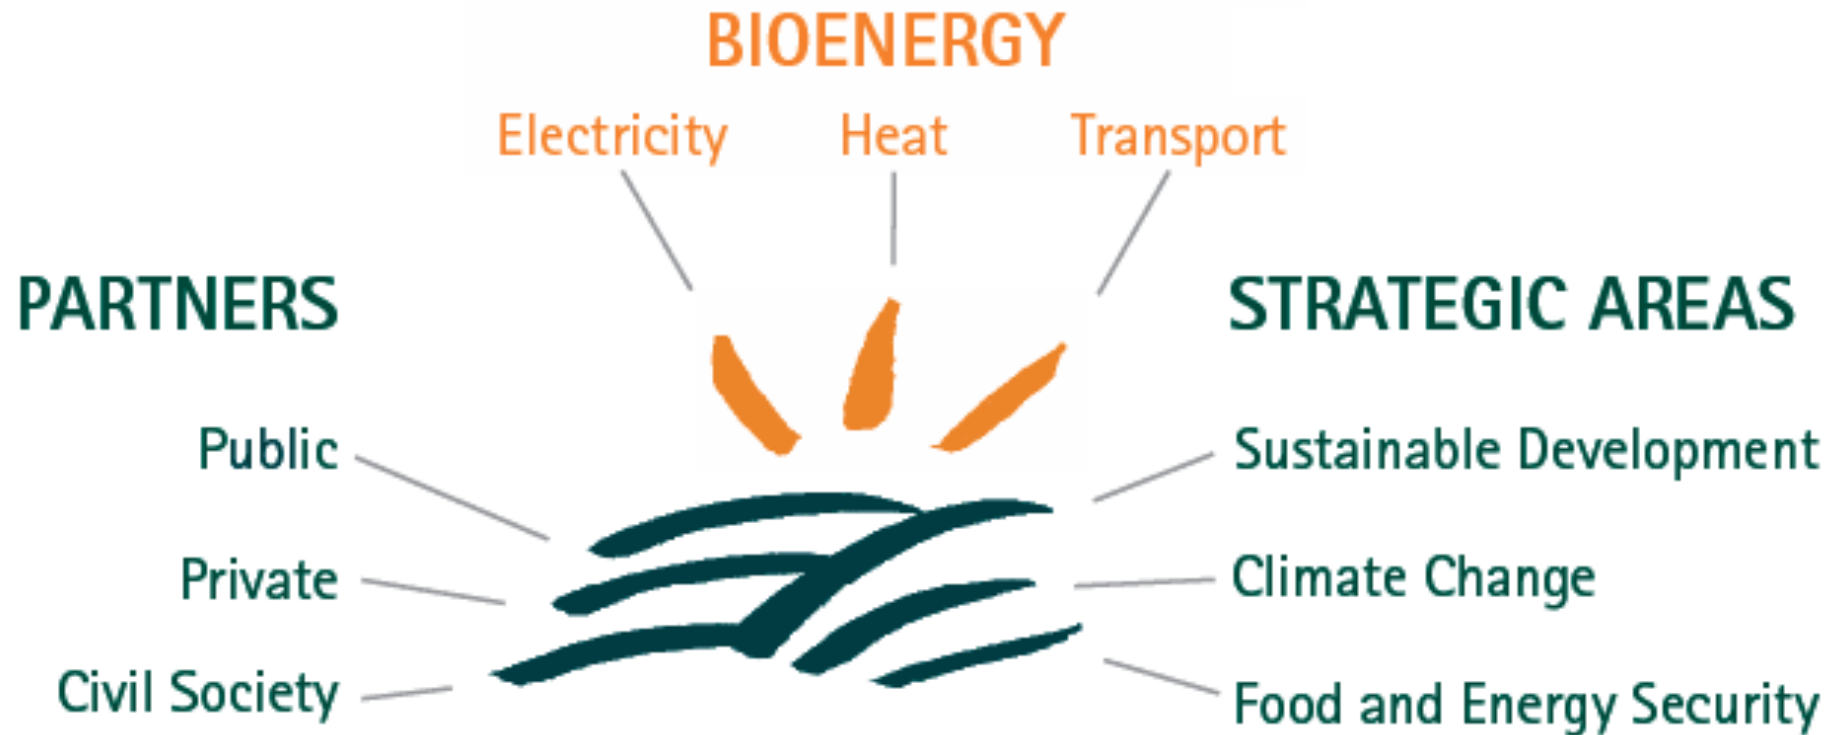 BIOENERGY
Electricity Heat Transport
PARTNERS
Public
Private
Civil Society
STRATEGIC AREAS
Sustainable Development
Climate Change
Food and Energy Security